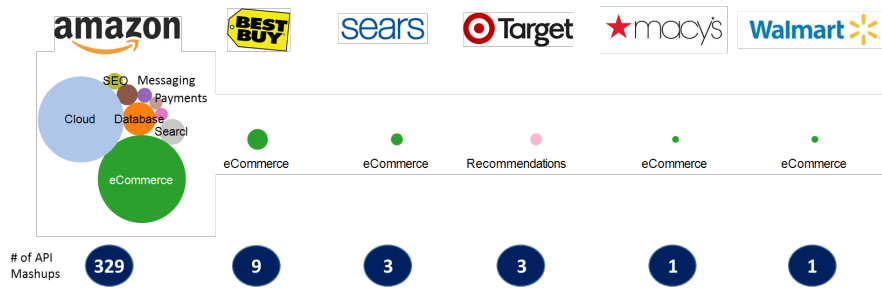 amazon
BEST
BUY
sears
Target
macy's
Walmart
SEO Messaging
Payments
Cloud Database
Searcl
eCommerce
eCommerce eCommerce Recommendations eCommerce eCommerce
# of API
Mashups
329 9 3 3 1 1